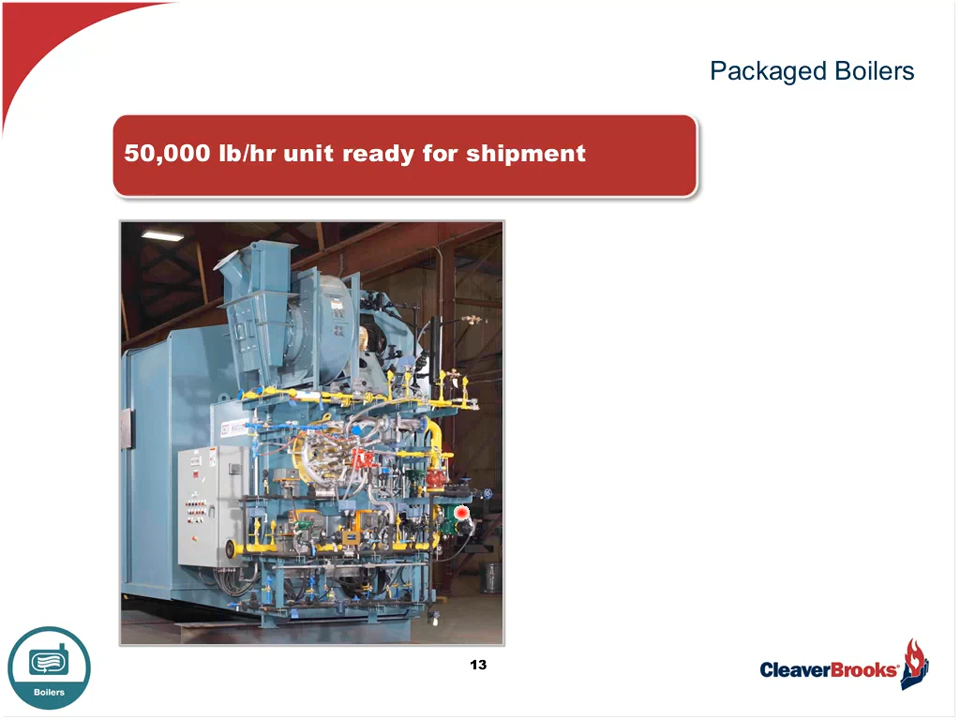 Packaged Boilers
50,000 lb/hr unit ready for shipment
13
Boilers
CleaverBrooks®